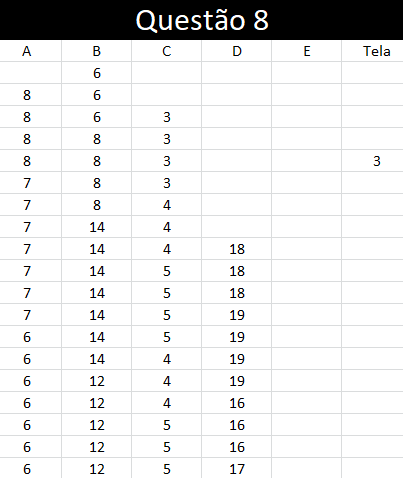 Questão 8
A B C D E Tela
6
8 6
8 6 3
8 8 3
8 8 3 3
7 8 3
7 8 4
7 14 4
7 14 4 18
7 14 5 18
7 14 5 18
7 14 5 19
6 14 5 19
6 14 4 19
6 12 4 19
6 12 4 16
6 12 5 16
6 12 5 16
6 12 5 17